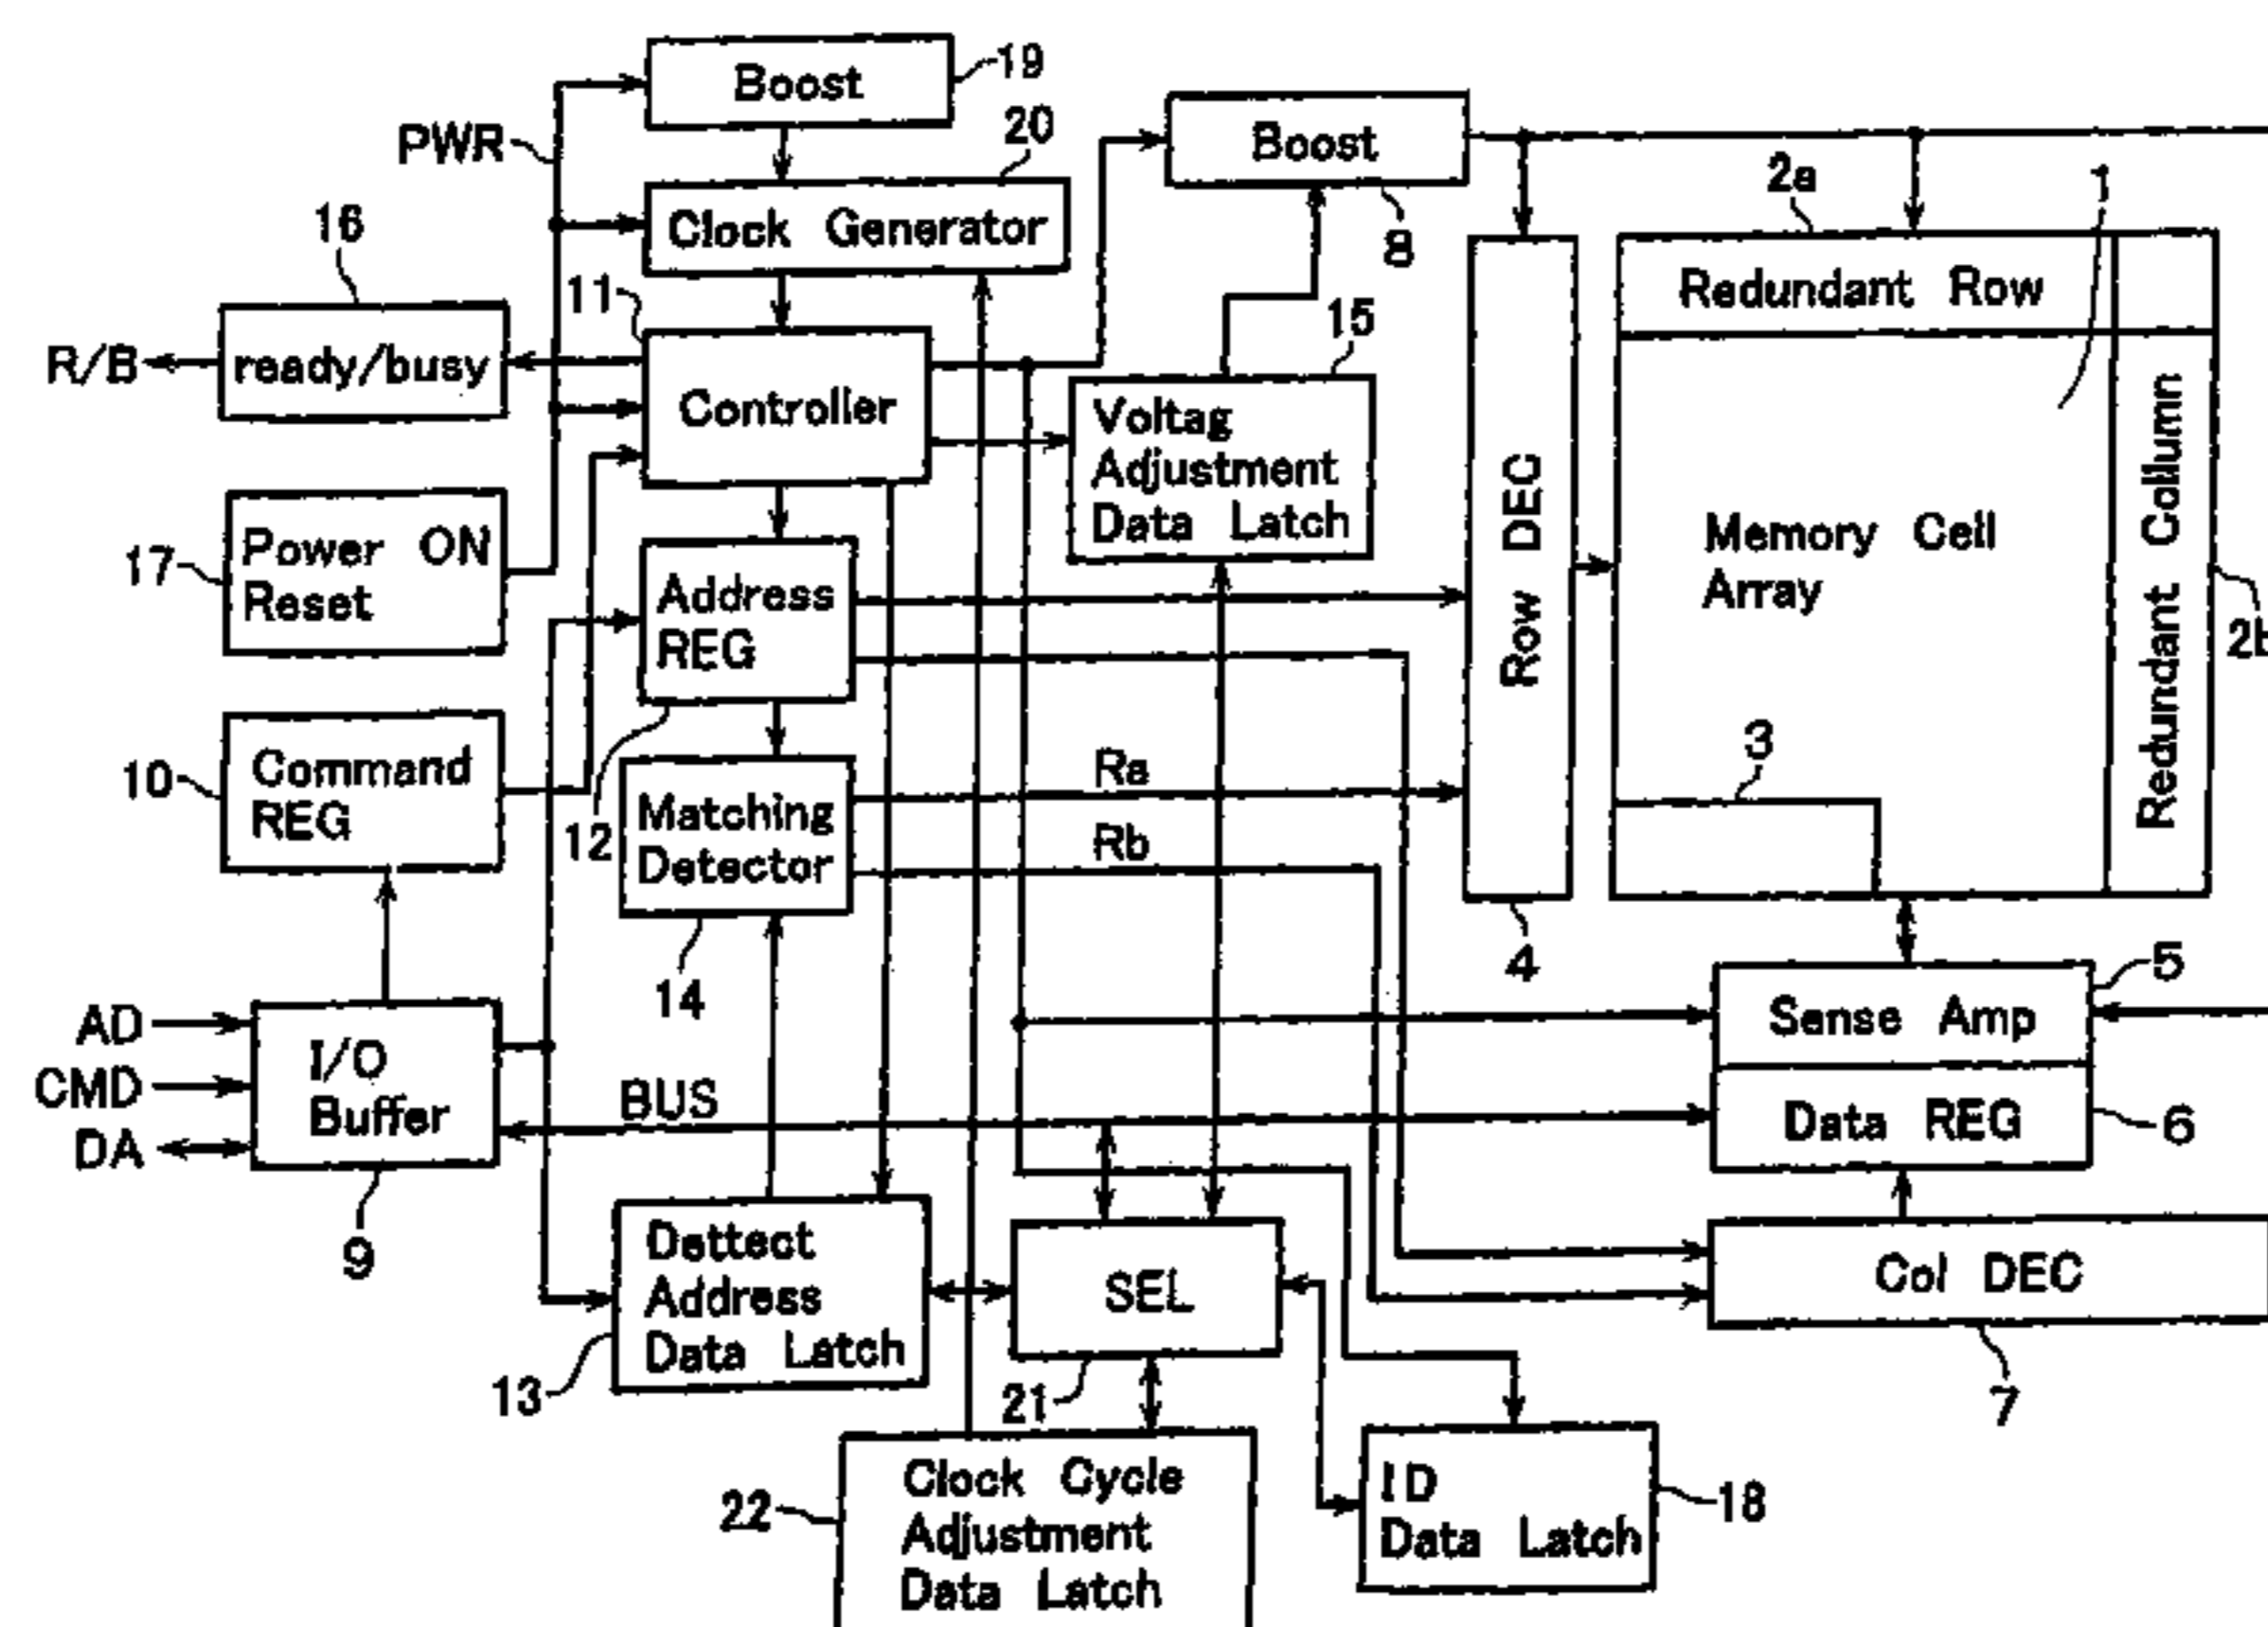 Boost
19
PWR
20
Boost
2a
1
16
Clock Generator
8
11
Redundant Row
15
R/B
ready/busy
Controller
Voltag
Adjustment
Data Latch
Row DEC
Memory Cell
Array
Redundant Collumn
2b
17
Power ON
Reset
Address
REG
10
Command
REG
12
Matching
Detector
Ra
Rb
3
14
4
5
Sense Amp
AD
CMD
DA
I/O
Buffer
BUS
Data REG
6
9
Dettect
Address
Data Latch
SEL
Col DEC
13
21
7
22
Clock Cycle
Adjustment
Data Latch
ID
Data Latch
18